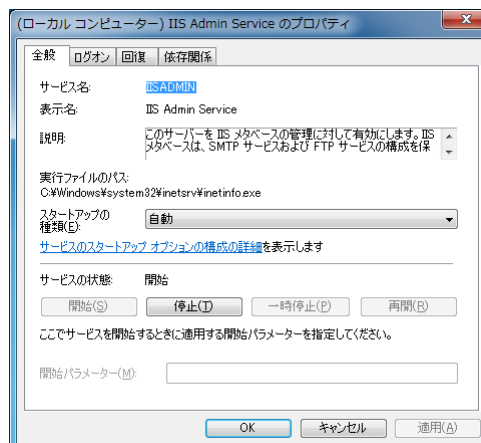 (ローカル コンピューター) IIS Admin Service のプロパティ
全般 ログオン 回復 依存関係
サービス名: IISADMIN
表示名: IIS Admin Service
説明: このサーバーを IIS メタベースの管理に対して有効にします。IIS
メタベースは、SMTP サービスおよび FTP サービスの構成を保
実行ファイルのパス:
C:¥Windows¥system32¥inetsrv¥inetinfo.exe
スタートアップの
種類(E): 自動
サービスのスタートアップ オプションの構成の詳細を表示します
サービスの状態: 開始
開始(S) 停止(T) 一時停止(P) 再開(R)
ここでサービスを開始するときに適用する開始パラメーターを指定してください。
開始パラメーター(M):
OK キャンセル 適用(A)